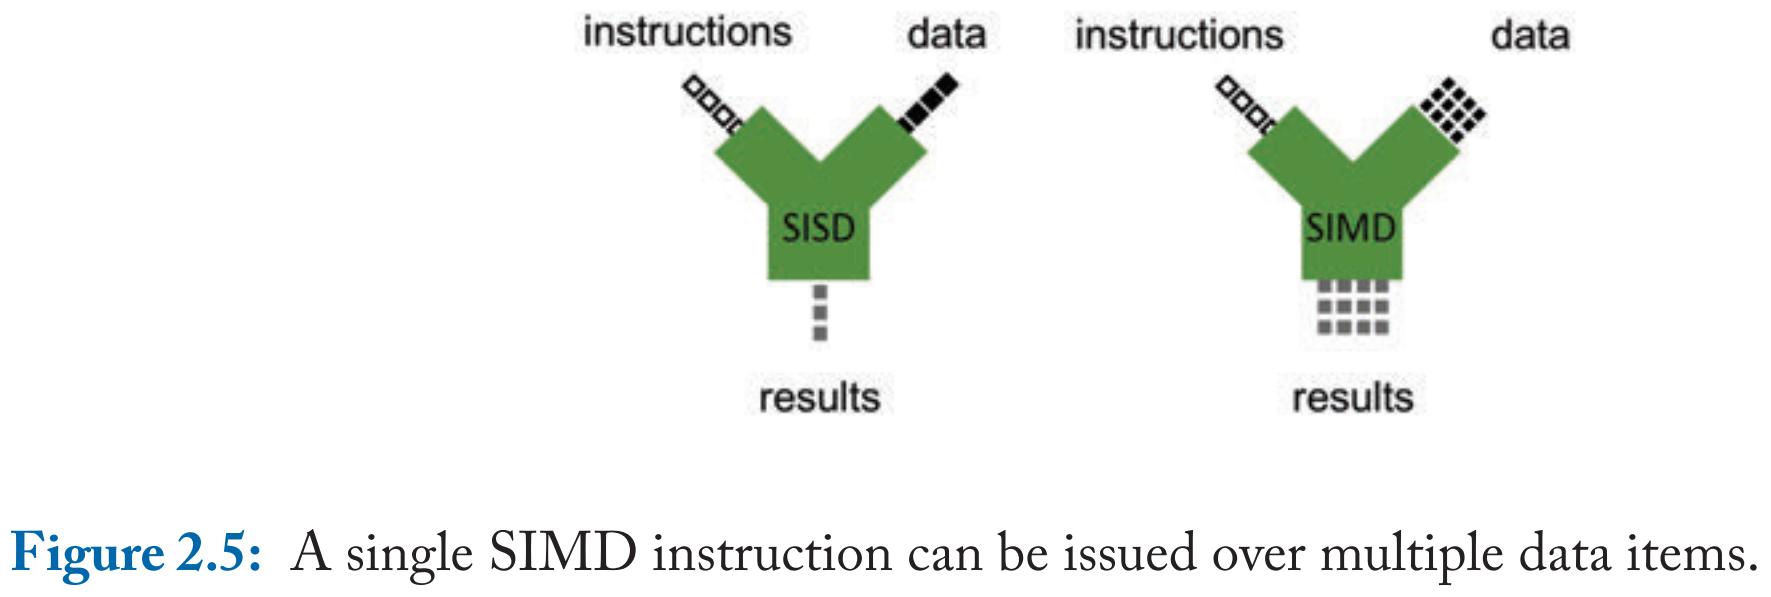 instructions data instructions data
SISD SIMD
results results
Figure 2.5: A single SIMD instruction can be issued over multiple data items.